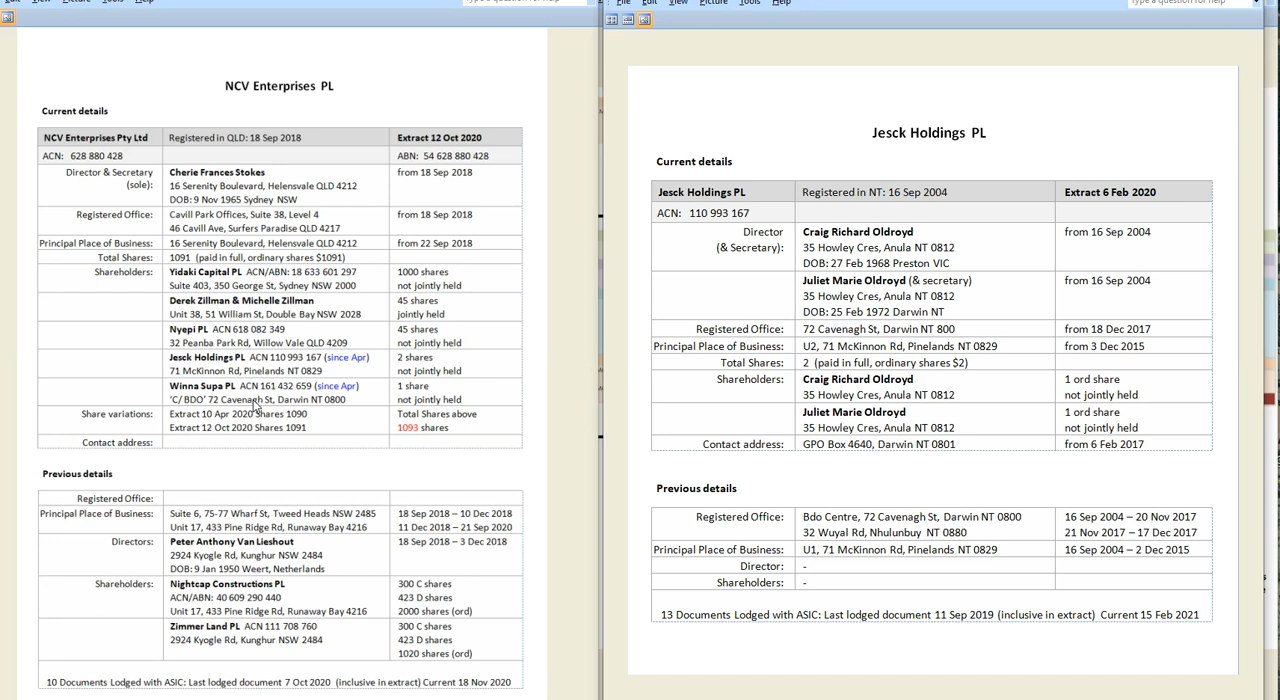 Edit View Picture Tools Help
Type a question for help
NCV Enterprises PL
Current details
NCV Enterprises Pty Ltd Registered in QLD: 18 Sep 2018 Extract 12 Oct 2020
ACN: 628 880 428 ABN: 54 628 880 428
Director & Secretary Cherie Frances Stokes from 18 Sep 2018
(sole): 16 Serenity Boulevard, Helensvale QLD 4212
DOB: 9 Nov 1965 Sydney NSW
Registered Office: Cavill Park Offices, Suite 38, Level 4 from 18 Sep 2018
46 Cavill Ave, Surfers Paradise QLD 4217
Principal Place of Business: 16 Serenity Boulevard, Helensvale QLD 4212 from 22 Sep 2018
Total Shares: 1091 (paid in full, ordinary shares $1091)
Shareholders: Yidaki Capital PL ACN/ABN: 18 633 601 297 1000 shares
Suite 403, 350 George St, Sydney NSW 2000 not jointly held
Derek Zillman & Michelle Zillman 45 shares
Unit 38, 51 William St, Double Bay NSW 2028 jointly held
Nyepi PL ACN 618 082 349 45 shares
32 Peanba Park Rd, Willow Vale QLD 4209 not jointly held
Jesck Holdings PL ACN 110 993 167 (since Apr) 2 shares
71 McKinnon Rd, Pinelands NT 0829 not jointly held
Winna Supa PL ACN 161 432 659 (since Apr) 1 share
'C/ BDO' 72 Cavenagh St, Darwin NT 0800 not jointly held
Share variations: Extract 10 Apr 2020 Shares 1090 Total Shares above
Extract 12 Oct 2020 Shares 1091 1093 shares
Contact address:
Previous details
Registered Office:
Principal Place of Business: Suite 6, 75-77 Wharf St, Tweed Heads NSW 2485 18 Sep 2018 – 10 Dec 2018
Unit 17, 433 Pine Ridge Rd, Runaway Bay 4216 11 Dec 2018 – 21 Sep 2020
Directors: Peter Anthony Van Lieshout 18 Sep 2018 – 3 Dec 2018
2924 Kyogle Rd, Kunghur NSW 2484
DOB: 9 Jan 1950 Weert, Netherlands
Shareholders: Nightcap Constructions PL 300 C shares
ACN/ABN: 40 609 290 440 423 D shares
Unit 17, 433 Pine Ridge Rd, Runaway Bay 4216 2000 shares (ord)
Zimmer Land PL ACN 111 708 760 300 C shares
2924 Kyogle Rd, Kunghur NSW 2484 423 D shares
1020 shares (ord)
10 Documents Lodged with ASIC: Last lodged document 7 Oct 2020 (inclusive in extract) Current 18 Nov 2020
File Edit View Picture Tools Help
Type a question for help
Jesck Holdings PL
Current details
Jesck Holdings PL Registered in NT: 16 Sep 2004 Extract 6 Feb 2020
ACN: 110 993 167
Director Craig Richard Oldroyd from 16 Sep 2004
(& Secretary): 35 Howley Cres, Anula NT 0812
DOB: 27 Feb 1968 Preston VIC
Juliet Marie Oldroyd (& secretary) from 16 Sep 2004
35 Howley Cres, Anula NT 0812
DOB: 25 Feb 1972 Darwin NT
Registered Office: 72 Cavenagh St, Darwin NT 800 from 18 Dec 2017
Principal Place of Business: U2, 71 McKinnon Rd, Pinelands NT 0829 from 3 Dec 2015
Total Shares: 2 (paid in full, ordinary shares $2)
Shareholders: Craig Richard Oldroyd 1 ord share
35 Howley Cres, Anula NT 0812 not jointly held
Juliet Marie Oldroyd 1 ord share
35 Howley Cres, Anula NT 0812 not jointly held
Contact address: GPO Box 4640, Darwin NT 0801 from 6 Feb 2017
Previous details
Registered Office: Bdo Centre, 72 Cavenagh St, Darwin NT 0800 16 Sep 2004 – 20 Nov 2017
32 Wuyal Rd, Nhulunbuy NT 0880 21 Nov 2017 – 17 Dec 2017
Principal Place of Business: U1, 71 McKinnon Rd, Pinelands NT 0829 16 Sep 2004 – 2 Dec 2015
Director: -
Shareholders: -
13 Documents Lodged with ASIC: Last lodged document 11 Sep 2019 (inclusive in extract) Current 15 Feb 2021